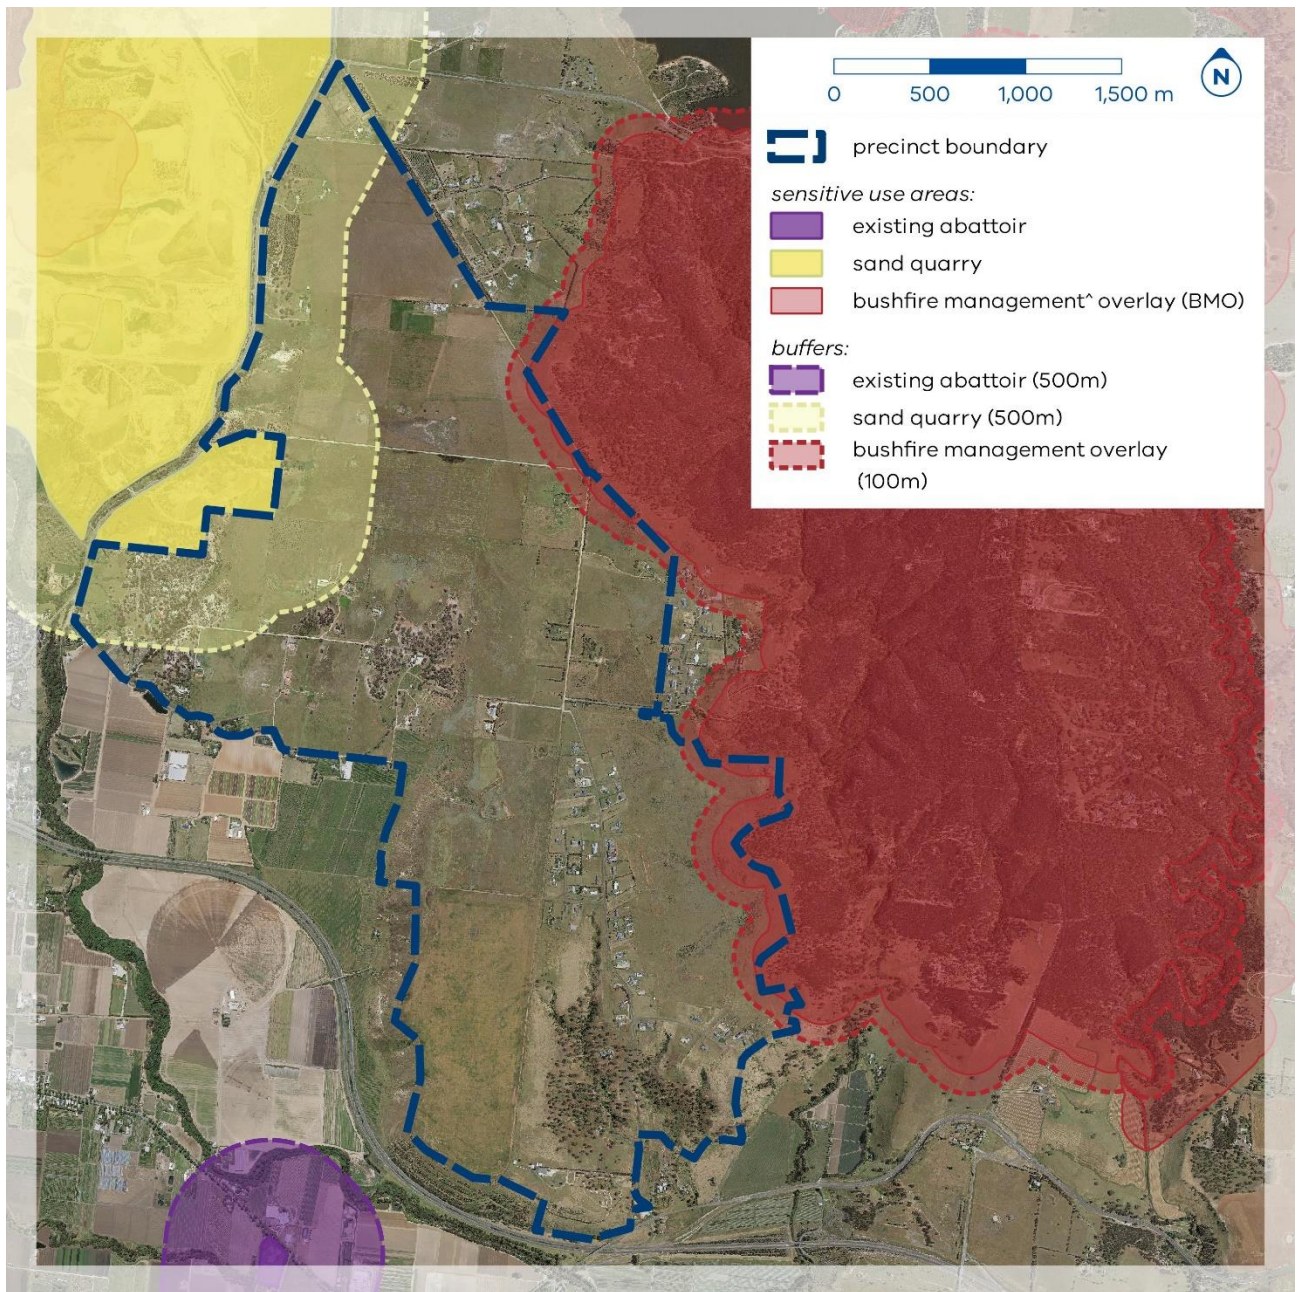 0 500 1,000 1,500 m
N
precinct boundary
sensitive use areas:
existing abattoir
sand quarry
bushfire management^ overlay (BMO)
buffers:
existing abattoir (500m)
sand quarry (500m)
bushfire management overlay
(100m)